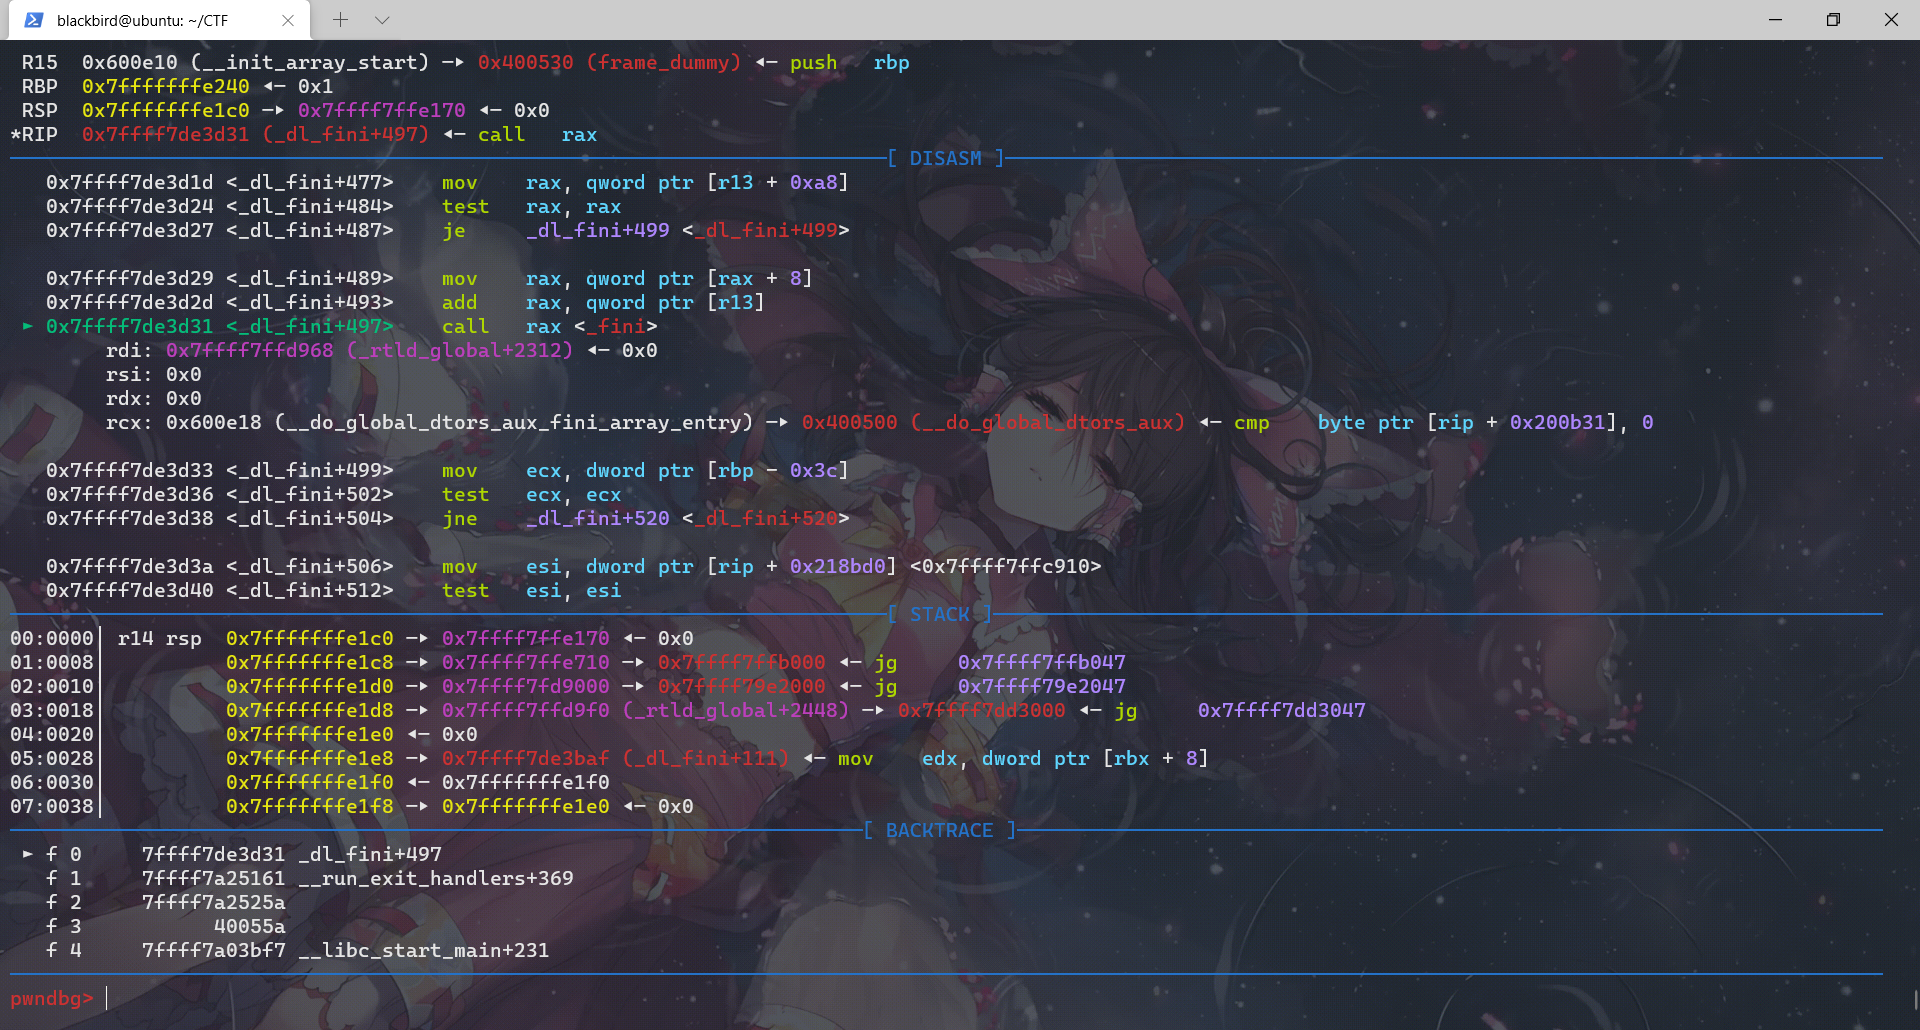 blackbird@ubuntu: ~/CTF
R15  0x600e10 (__init_array_start) —▸ 0x400530 (frame_dummy) ◂— push   rbp
RBP  0x7fffffffe240 ◂— 0x1
RSP  0x7fffffffe1c0 —▸ 0x7ffff7ffe170 ◂— 0x0
*RIP  0x7ffff7de3d31 (_dl_fini+497) ◂— call   rax
[ DISASM ]
0x7ffff7de3d1d <_dl_fini+477>    mov    rax, qword ptr [r13 + 0xa8]
0x7ffff7de3d24 <_dl_fini+484>    test   rax, rax
0x7ffff7de3d27 <_dl_fini+487>    je     _dl_fini+499 <_dl_fini+499>
0x7ffff7de3d29 <_dl_fini+489>    mov    rax, qword ptr [rax + 8]
0x7ffff7de3d2d <_dl_fini+493>    add    rax, qword ptr [r13]
► 0x7ffff7de3d31 <_dl_fini+497>    call   rax <_fini>
rdi: 0x7ffff7ffd968 (_rtld_global+2312) ◂— 0x0
rsi: 0x0
rdx: 0x0
rcx: 0x600e18 (__do_global_dtors_aux_fini_array_entry) —▸ 0x400500 (__do_global_dtors_aux) ◂— cmp    byte ptr [rip + 0x200b31], 0
0x7ffff7de3d33 <_dl_fini+499>    mov    ecx, dword ptr [rbp - 0x3c]
0x7ffff7de3d36 <_dl_fini+502>    test   ecx, ecx
0x7ffff7de3d38 <_dl_fini+504>    jne    _dl_fini+520 <_dl_fini+520>
0x7ffff7de3d3a <_dl_fini+506>    mov    esi, dword ptr [rip + 0x218bd0] <0x7ffff7ffc910>
0x7ffff7de3d40 <_dl_fini+512>    test   esi, esi
[ STACK ]
00:0000│ r14 rsp  0x7fffffffe1c0 —▸ 0x7ffff7ffe170 ◂— 0x0
01:0008│          0x7fffffffe1c8 —▸ 0x7ffff7ffe710 —▸ 0x7ffff7ffb000 ◂— jg     0x7ffff7ffb047
02:0010│          0x7fffffffe1d0 —▸ 0x7ffff7fd9000 —▸ 0x7ffff79e2000 ◂— jg     0x7ffff79e2047
03:0018│          0x7fffffffe1d8 —▸ 0x7ffff7ffd9f0 (_rtld_global+2448) —▸ 0x7ffff7dd3000 ◂— jg     0x7ffff7dd3047
04:0020│          0x7fffffffe1e0 ◂— 0x0
05:0028│          0x7fffffffe1e8 —▸ 0x7ffff7de3baf (_dl_fini+111) ◂— mov    edx, dword ptr [rbx + 8]
06:0030│          0x7fffffffe1f0 ◂— 0x7fffffffe1f0
07:0038│          0x7fffffffe1f8 —▸ 0x7fffffffe1e0 ◂— 0x0
[ BACKTRACE ]
► f 0     7ffff7de3d31 _dl_fini+497
f 1     7ffff7a25161 __run_exit_handlers+369
f 2     7ffff7a2525a
f 3           40055a
f 4     7ffff7a03bf7 __libc_start_main+231
pwndbg>